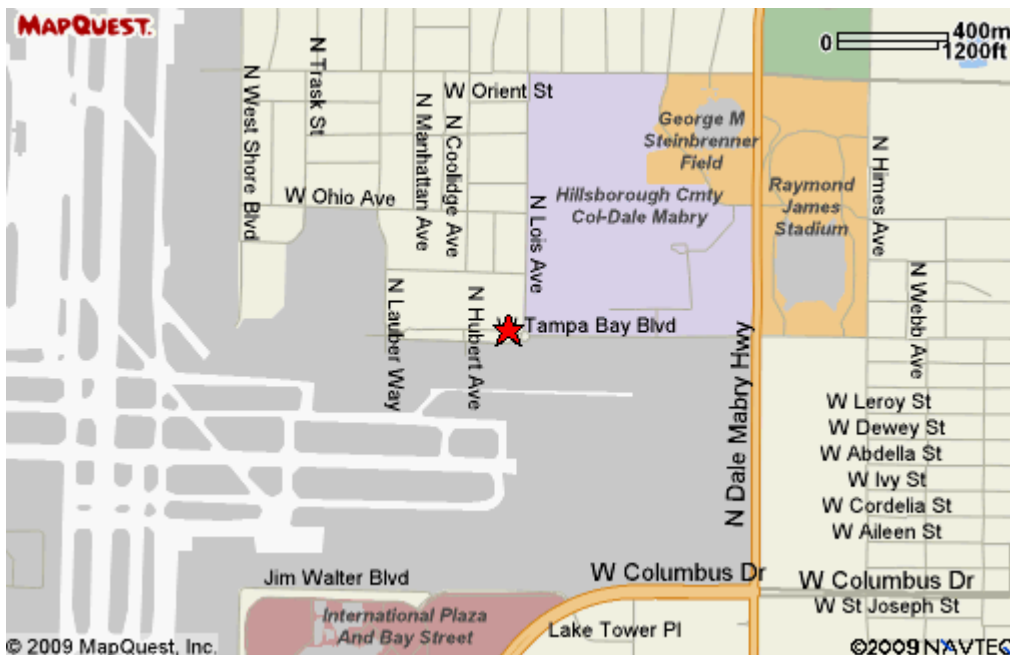 MAPQUEST.
0 400m
1200ft
N West Shore Blvd
N Trask St
N Manhattan Ave
N Coolidge Ave
W Orient St
W Ohio Ave
N Lois Ave
George M
Steinbrenner
Field
Hillsborough Cmty
Col-Dale Mabry
Raymond
James
Stadium
N Himes Ave
N Webb Ave
N Lauber Way
N Hubert Ave
W Tampa Bay Blvd
N Dale Mabry Hwy
W Leroy St
W Dewey St
W Abdella St
W Ivy St
W Cordelia St
W Aileen St
Jim Walter Blvd
W Columbus Dr
W Columbus Dr
W St Joseph St
International Plaza
And Bay Street
Lake Tower Pl
© 2009 MapQuest, Inc.
©2009 NAVTEQ